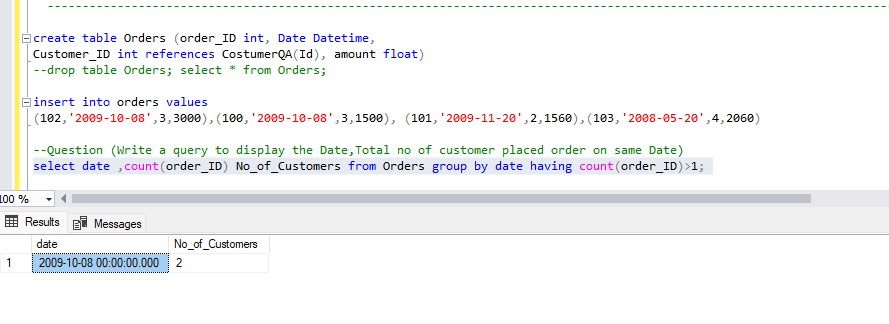 create table Orders (order_ID int, Date Datetime,
Customer_ID int references CostumerQA(Id), amount float)
--drop table Orders; select * from Orders;
insert into orders values
(102,'2009-10-08',3,3000),(100,'2009-10-08',3,1500), (101,'2009-11-20',2,1560),(103,'2008-05-20',4,2060)
--Question (Write a query to display the Date,Total no of customer placed order on same Date)
select date ,count(order_ID) No_of_Customers from Orders group by date having count(order_ID)>1;
100 %
Results Messages
date No_of_Customers
1 2009-10-08 00:00:00.000 2